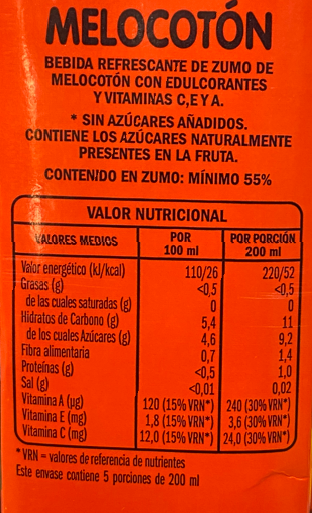 MELOCOTÓN
BEBIDA REFRESCANTE DE ZUMO DE
MELOCOTÓN CON EDULCORANTES
Y VITAMINAS C,E Y A.
* SIN AZÚCARES AÑADIDOS.
CONTIENE LOS AZÚCARES NATURALMENTE
PRESENTES EN LA FRUTA.
CONTENIDO EN ZUMO: MÍNIMO 55%
VALOR NUTRICIONAL
VALORES MEDIOS POR 100 ml POR PORCIÓN 200 ml
Valor energético (kJ/kcal) 110/26 220/52
Grasas (g) <0,5 <0,5
de las cuales saturadas (g) 0 0
Hidratos de Carbono (g) 5,4 11
de los cuales Azúcares (g) 4,6 9,2
Fibra alimentaria 0,7 1,4
Proteínas (g) <0,5 1,0
Sal (g) <0,01 0,02
Vitamina A (µg) 120 (15% VRN*) 240 (30% VRN*)
Vitamina E (mg) 1,8 (15% VRN*) 3,6 (30% VRN*)
Vitamina C (mg) 12,0 (15% VRN*) 24,0 (30% VRN*)
*VRN = valores de referencia de nutrientes
Este envase contiene 5 porciones de 200 ml